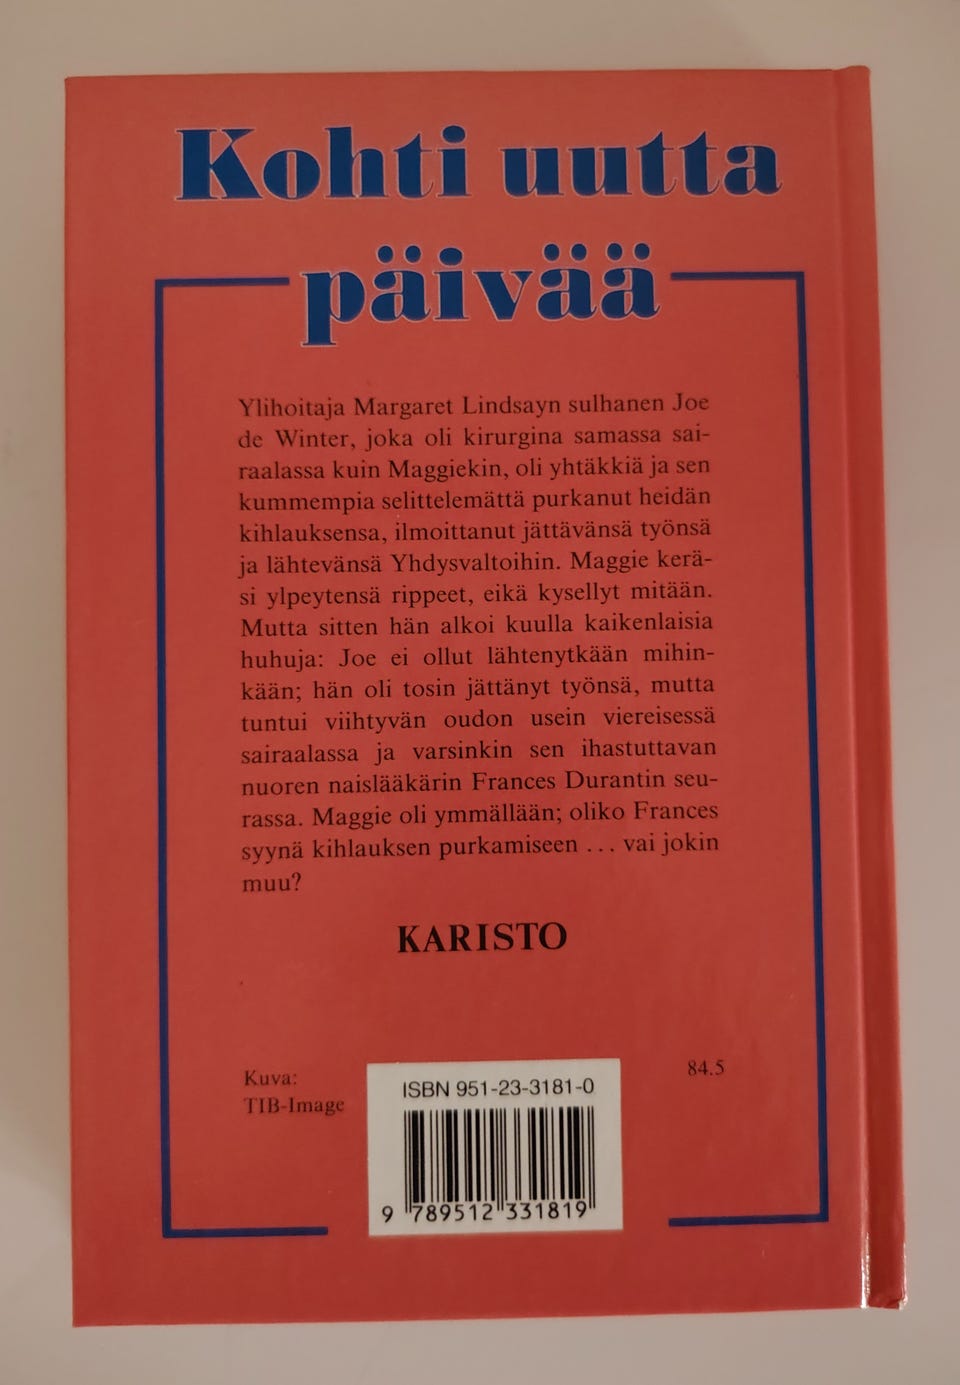 Kohti uutta
päivää
Ylihoitaja Margaret Lindsayn sulhanen Joe
de Winter, joka oli kirurgina samassa sai-
raalassa kuin Maggiekin, oli yhtäkkiä ja sen
kummempia selittelemättä purkanut heidän
kihlauksensa, ilmoittanut jättävänsä työnsä
ja lähtevänsä Yhdysvaltoihin. Maggie kerä-
si ylpeytensä rippeet, eikä kysellyt mitään.
Mutta sitten hän alkoi kuulla kaikenlaisia
huhuja: Joe ei ollut lähtenytkään mihin-
kään; hän oli tosin jättänyt työnsä, mutta
tuntui viihtyvän oudon usein viereisessä
sairaalassa ja varsinkin sen ihastuttavan
nuoren naislääkärin Frances Durantin seu-
rassa. Maggie oli ymmällään; oliko Frances
syynä kihlauksen purkamiseen ... vai jokin
muu?
KARISTO
Kuva:
TIB-Image
84.5
ISBN 951-23-3181-0
9 789512 331819